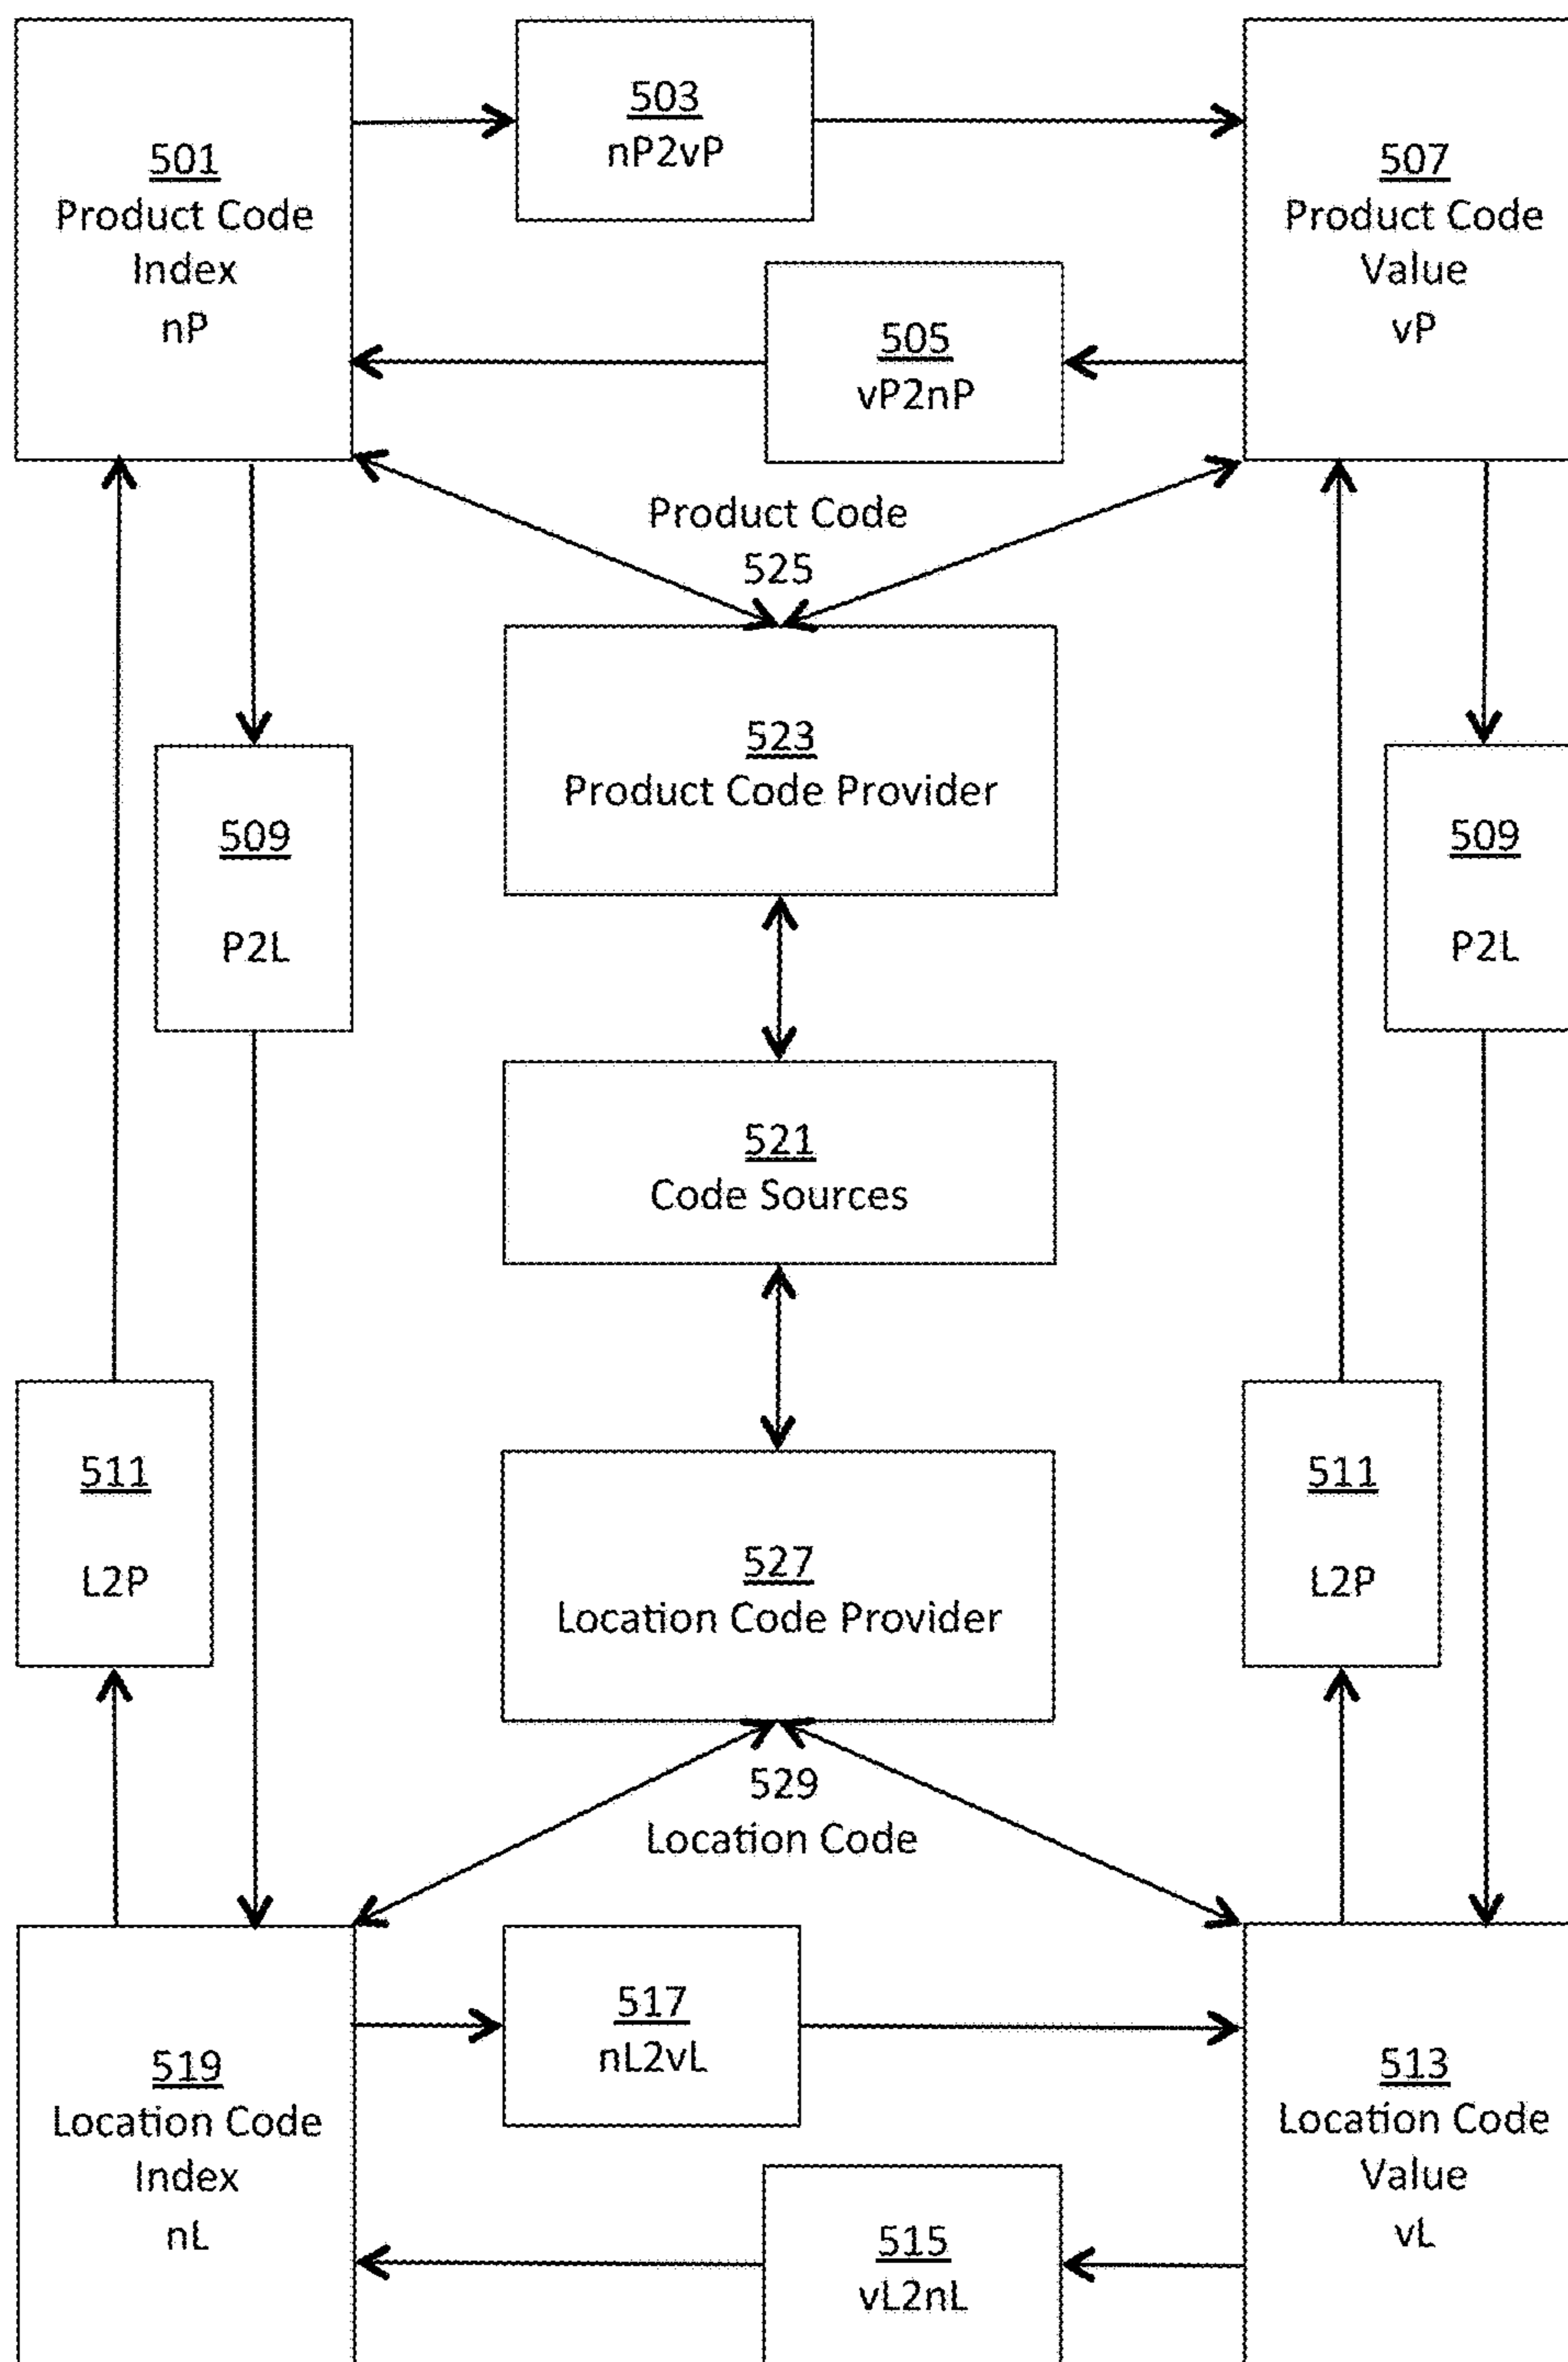 501
Product Code
Index
nP
503
nP2vP
507
Product Code
Value
vP
505
vP2nP
Product Code
525
523
Product Code Provider
509
P2L
509
P2L
521
Code Sources
511
L2P
511
L2P
527
Location Code Provider
529
Location Code
519
Location Code
Index
nL
517
nL2vL
513
Location Code
Value
vL
515
vL2nL